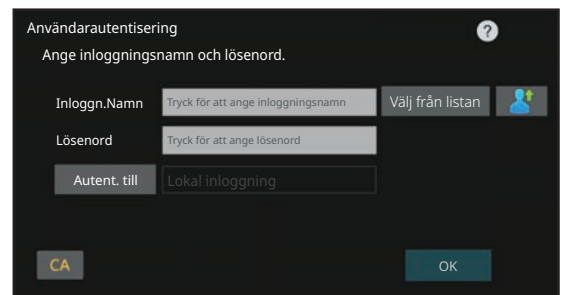 Användarautentisering
?
Ange inloggningsnamn och lösenord.
Inloggn.Namn Tryck för att ange inloggningsnamn Välj från listan
Lösenord Tryck för att ange lösenord
Autent. till Lokal inloggning
CA OK